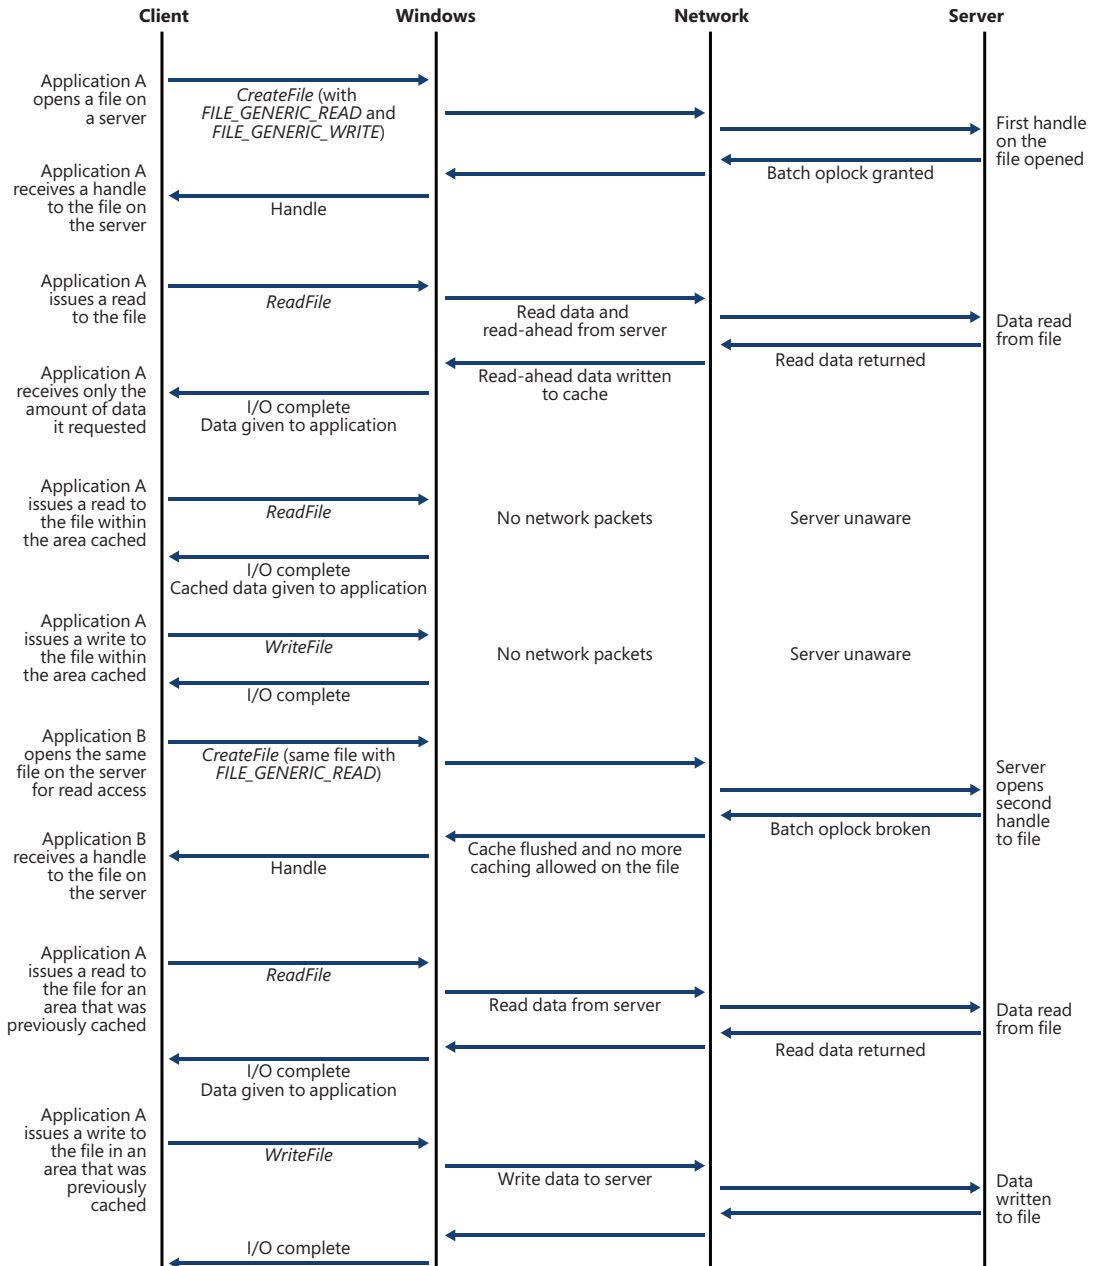 Client
Windows
Network
Server
Application A
opens a file on
a server
CreateFile (with
FILE_GENERIC_READ and
FILE_GENERIC_WRITE)
First handle
on the
file opened
Batch oplock granted
Application A
receives a handle
to the file on
the server
Handle
Application A
issues a read
to the file
ReadFile
Read data and
read-ahead from server
Data read
from file
Read data returned
Read-ahead data written
to cache
Application A
receives only the
amount of data
it requested
I/O complete
Data given to application
Application A
issues a read to
the file within
the area cached
ReadFile
No network packets
Server unaware
I/O complete
Cached data given to application
Application A
issues a write to
the file within
the area cached
WriteFile
No network packets
Server unaware
I/O complete
Application B
opens the same
file on the server
for read access
CreateFile (same file with
FILE_GENERIC_READ)
Server
opens
second
handle
to file
Batch oplock broken
Cache flushed and no more
caching allowed on the file
Application B
receives a handle
to the file on
the server
Handle
Application A
issues a read to
the file for an
area that was
previously cached
ReadFile
Read data from server
Data read
from file
Read data returned
I/O complete
Data given to application
Application A
issues a write to
the file in an
area that was
previously
cached
WriteFile
Write data to server
Data
written
to file
I/O complete